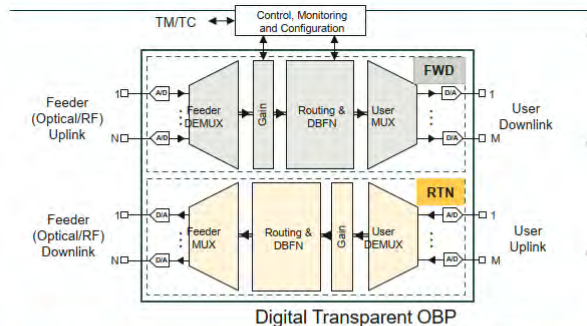 TM/TC
Control, Monitoring
and Configuration
FWD
Feeder
(Optical/RF)
Uplink
1
N
A/D
A/D
Feeder
DEMUX
Gain
Routing &
DBFN
User
MUX
D/A
D/A
1
M
User
Downlink
RTN
Feeder
(Optical/RF)
Downlink
1
N
D/A
D/A
Feeder
MUX
Routing &
DBFN
Gain
User
DEMUX
A/D
A/D
1
M
User
Uplink
Digital Transparent OBP